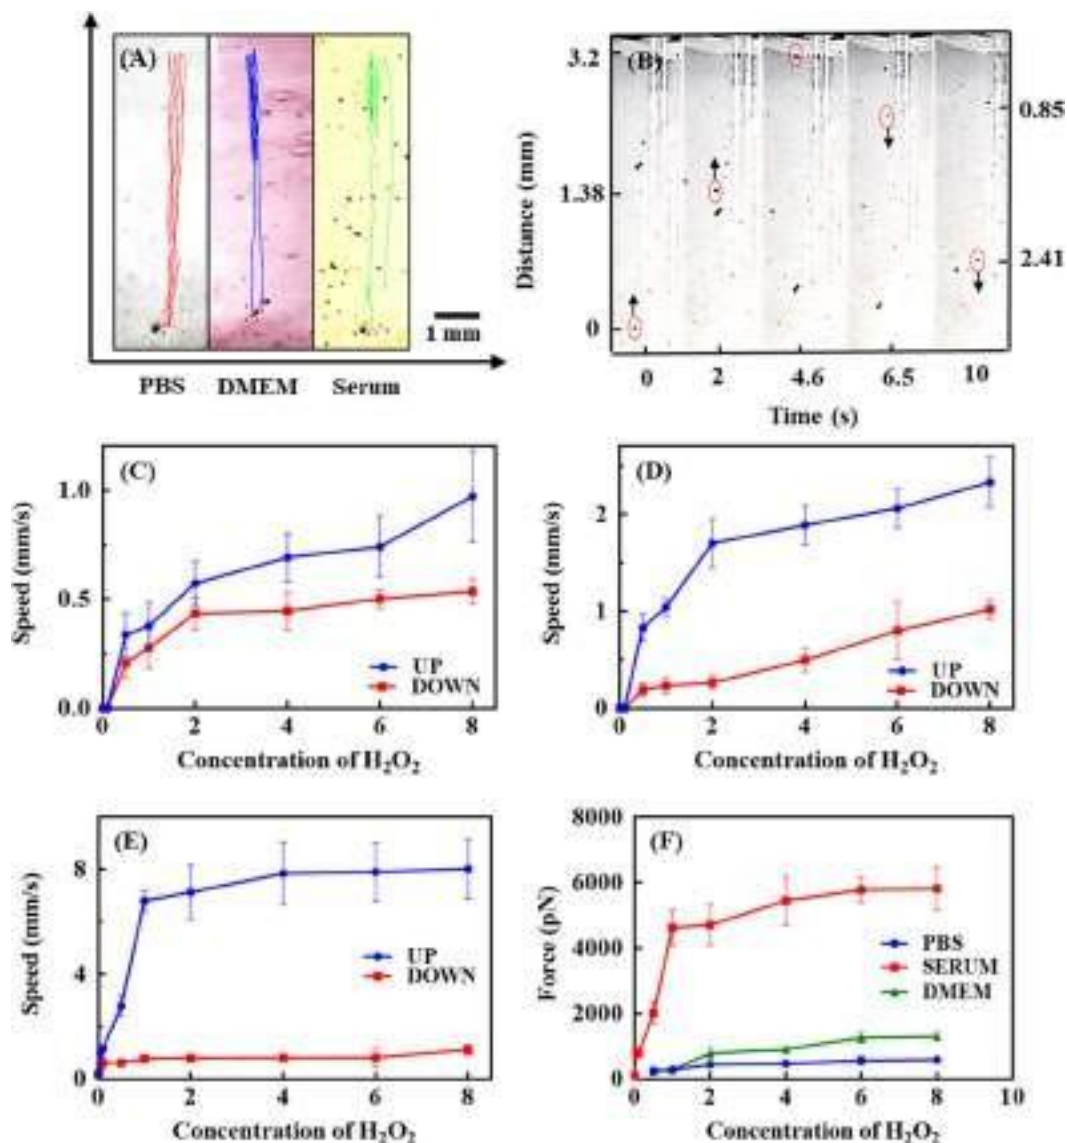 (A)
1 mm
PBS DMEM Serum
(B)
Distance (mm)
3.2
1.38
0
0.85
2.41
0 2 4.6 6.5 10
Time (s)
(C)
Speed (mm/s)
1.0
0.5
0.0
UP
DOWN
0 2 4 6 8
Concentration of H₂O₂
(D)
Speed (mm/s)
2
1
0
UP
DOWN
0 2 4 6 8
Concentration of H₂O₂
(E)
Speed (mm/s)
8
4
0
UP
DOWN
0 2 4 6 8
Concentration of H₂O₂
(F)
Force (pN)
8000
6000
4000
2000
0
PBS
SERUM
DMEM
0 2 4 6 8 10
Concentration of H₂O₂